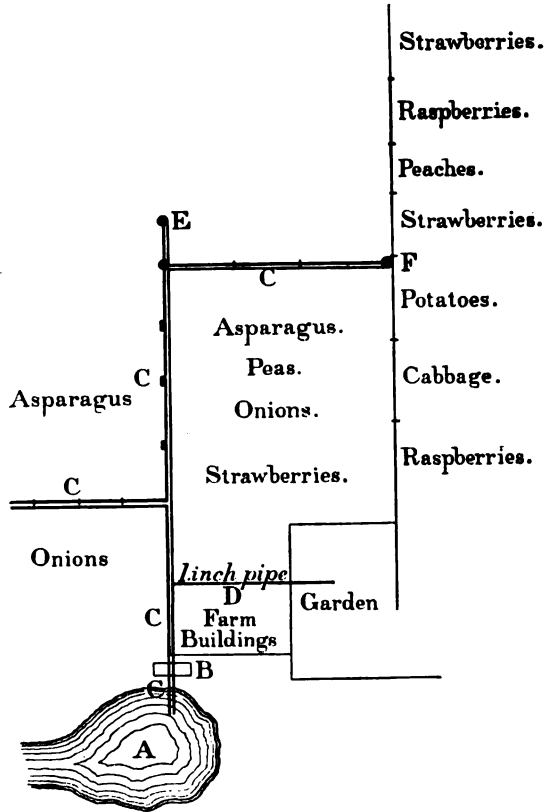 Strawberries.
Raspberries.
Peaches.
E
Strawberries.
F
C
Potatoes.
Asparagus.
Peas.
C
Cabbage.
Asparagus
Onions.
Raspberries.
Strawberries.
C
Onions
1.inch pipe
D
Garden
C
Farm
Buildings
B
C
A